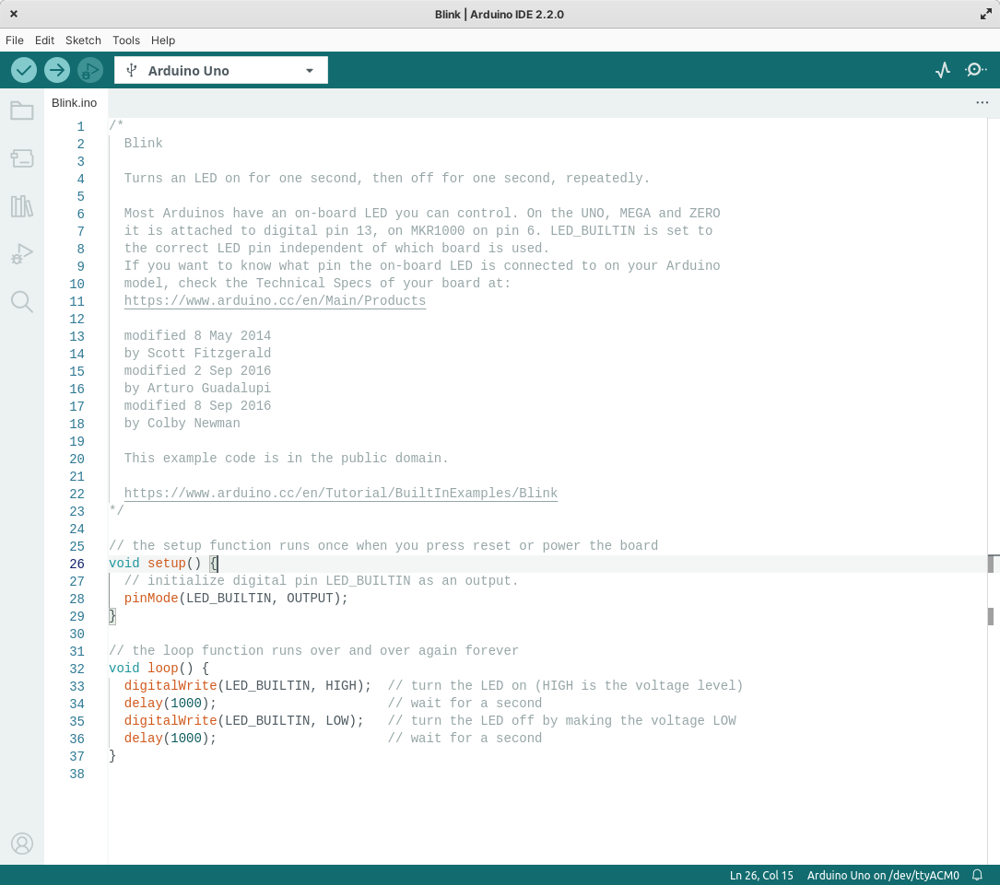 Blink | Arduino IDE 2.2.0
File Edit Sketch Tools Help
Arduino Uno
Blink.ino
1 /*
2   Blink
3
4   Turns an LED on for one second, then off for one second, repeatedly.
5
6   Most Arduinos have an on-board LED you can control. On the UNO, MEGA and ZERO
7   it is attached to digital pin 13, on MKR1000 on pin 6. LED_BUILTIN is set to
8   the correct LED pin independent of which board is used.
9   If you want to know what pin the on-board LED is connected to on your Arduino
10   model, check the Technical Specs of your board at:
11   https://www.arduino.cc/en/Main/Products
12
13   modified 8 May 2014
14   by Scott Fitzgerald
15   modified 2 Sep 2016
16   by Arturo Guadalupi
17   modified 8 Sep 2016
18   by Colby Newman
19
20   This example code is in the public domain.
21
22   https://www.arduino.cc/en/Tutorial/BuiltInExamples/Blink
23 */
24
25 // the setup function runs once when you press reset or power the board
26 void setup() {
27   // initialize digital pin LED_BUILTIN as an output.
28   pinMode(LED_BUILTIN, OUTPUT);
29 }
30
31 // the loop function runs over and over again forever
32 void loop() {
33   digitalWrite(LED_BUILTIN, HIGH);  // turn the LED on (HIGH is the voltage level)
34   delay(1000);                      // wait for a second
35   digitalWrite(LED_BUILTIN, LOW);   // turn the LED off by making the voltage LOW
36   delay(1000);                      // wait for a second
37 }
38
Ln 26, Col 15 Arduino Uno on /dev/ttyACM0